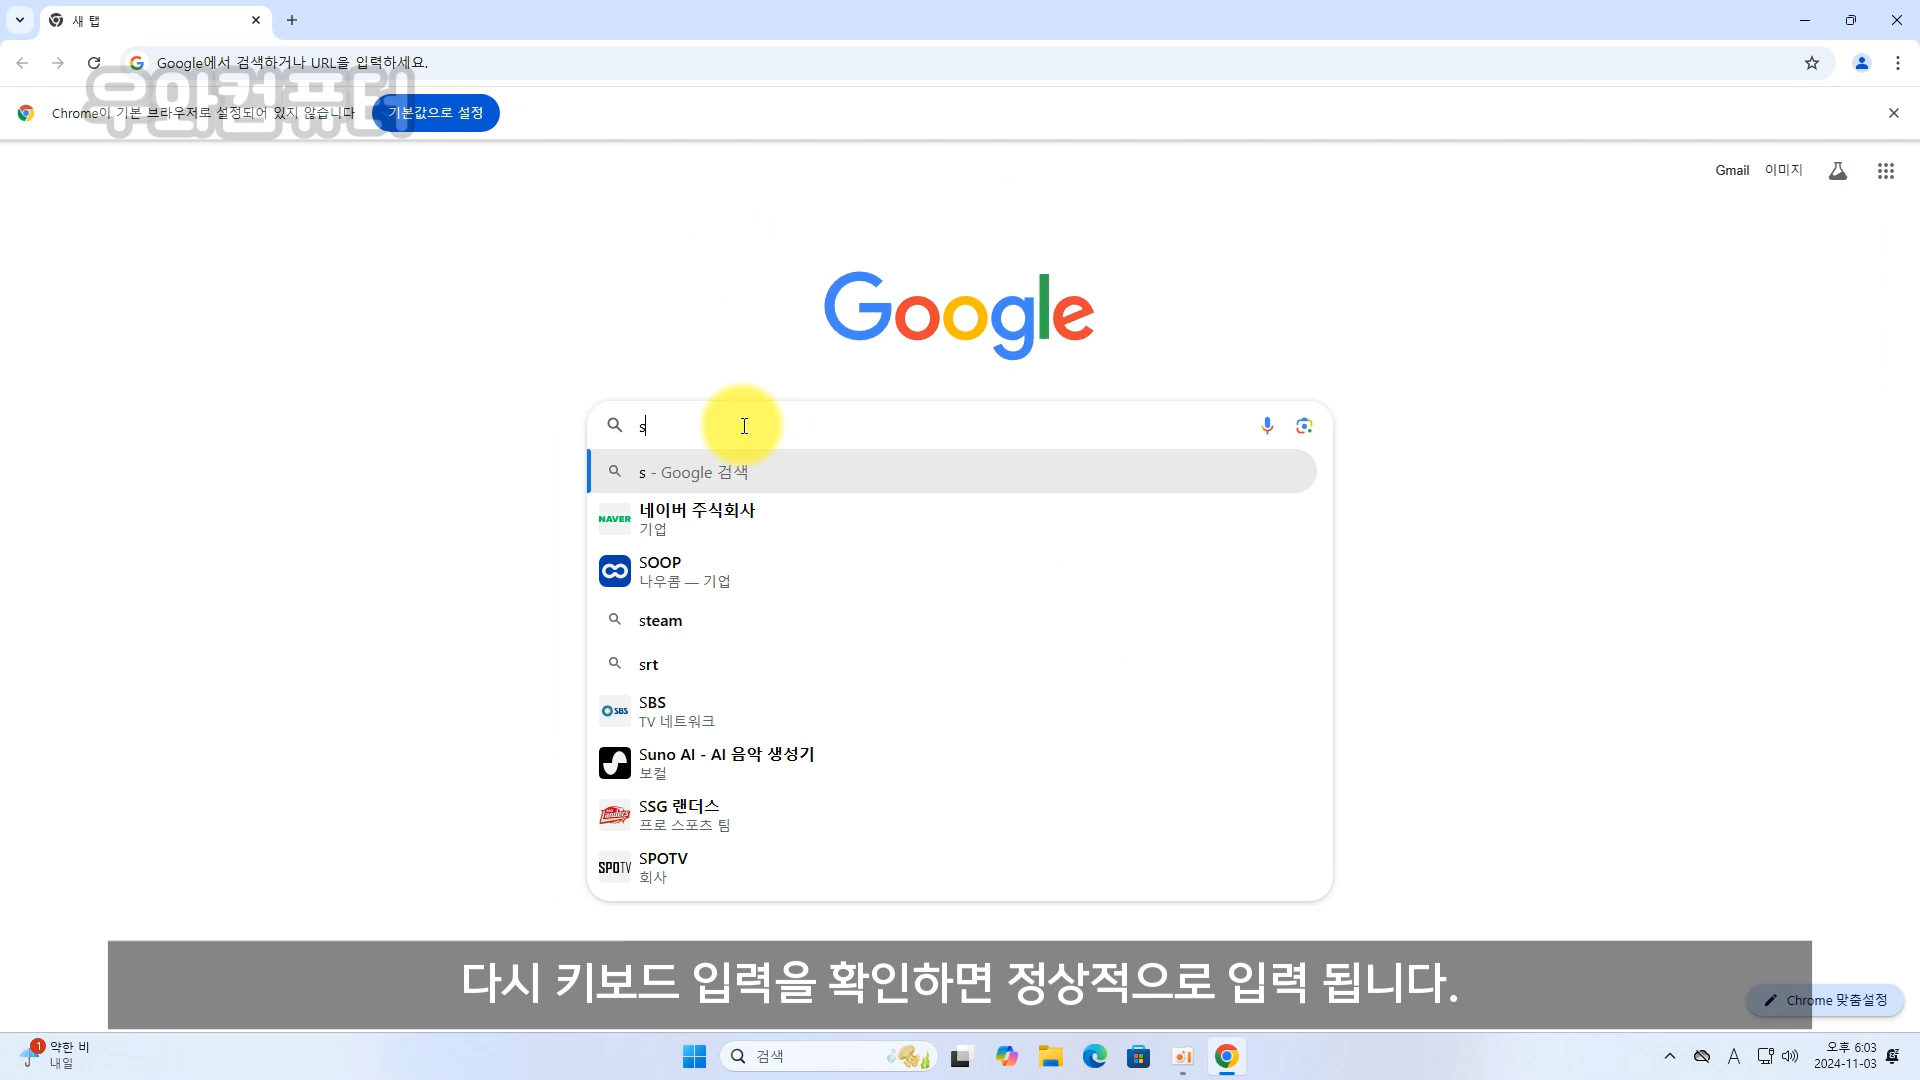 새 탭
Google에서 검색하거나 URL을 입력하세요.
우와컴퓨터
Chrome이 기본 브라우저로 설정되어 있지 않습니다
기본값으로 설정
Gmail 이미지
Google
s
s - Google 검색
NAVER
네이버 주식회사
기업
SOOP
나우콤 — 기업
steam
srt
SBS
SBS
TV 네트워크
Suno AI - AI 음악 생성기
보컬
Landers
SSG 랜더스
프로 스포츠 팀
SPOTV
SPOTV
회사
다시 키보드 입력을 확인하면 정상적으로 입력 됩니다.
Chrome 맞춤설정
1
약한 비
내일
검색
A
오후 6:03
2024-11-03